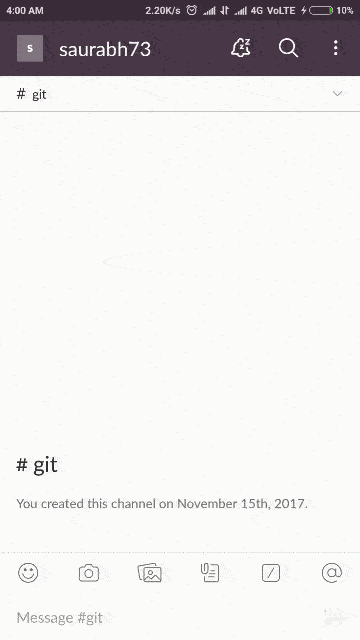 4:00 AM 2.20K/s 4G VoLTE 10%
s saurabh73
# git
# git
You created this channel on November 15th, 2017.
Message #git